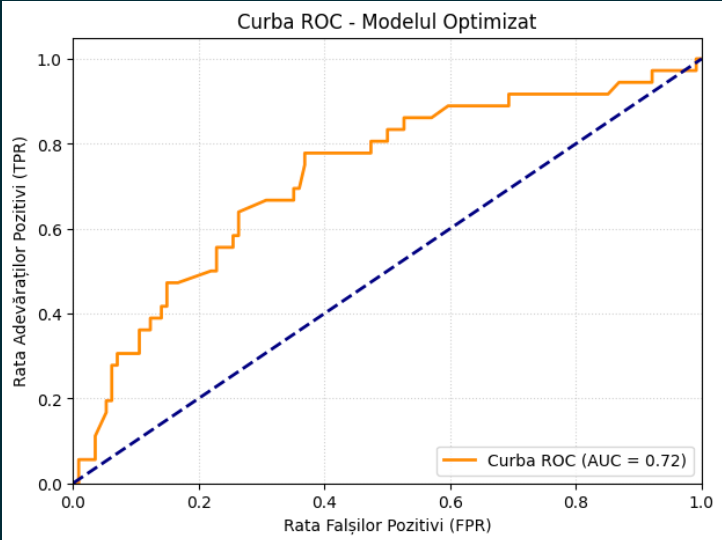 Curba ROC - Modelul Optimizat
1.0
0.8
0.6
0.4
0.2
0.0
Rata Adevăraților Pozitivi (TPR)
Curba ROC (AUC = 0.72)
0.0 0.2 0.4 0.6 0.8 1.0
Rata Falșilor Pozitivi (FPR)